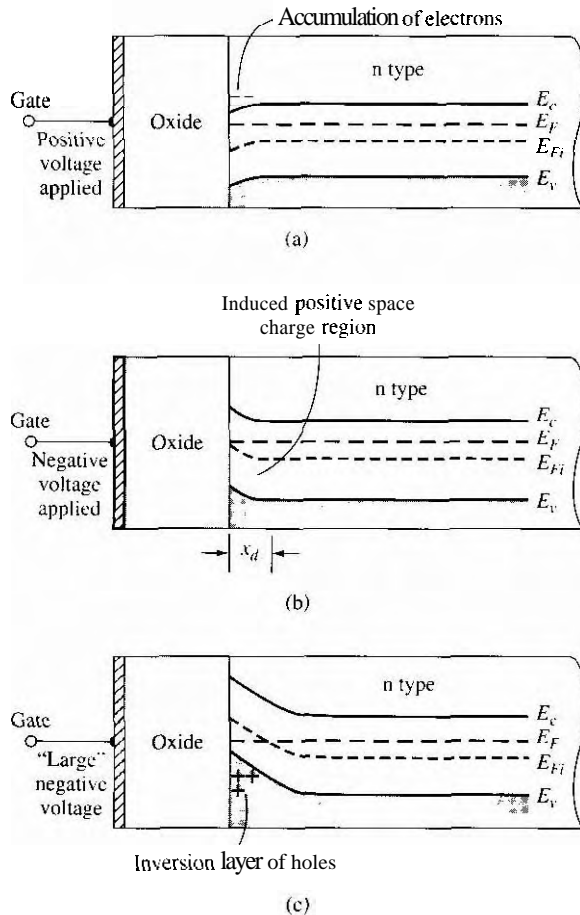 Accumulation of electrons
n type
Gate
Oxide
Positive
voltage
applied
E_c
E_F
E_Fi
E_v
(a)
Induced positive space
charge region
n type
Gate
Oxide
Negative
voltage
applied
E_c
E_F
E_Fi
E_v
x_d
(b)
n type
Gate
Oxide
“Large”
negative
voltage
E_c
E_F
E_Fi
E_v
Inversion layer of holes
(c)